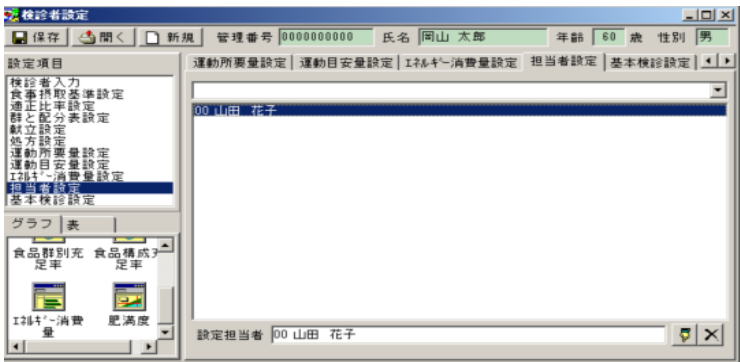 検診者設定
保存 開く 新規 管理番号 0000000000 氏名 岡山 太郎 年齢 60 歳 性別 男
設定項目
検診者入力
食事摂取基準設定
適正比率設定
群と配分表設定
献立設定
処方設定
運動所要量設定
運動目安量設定
ｴﾈﾙｷﾞｰ消費量設定
担当者設定
基本検診設定
グラフ 表
食品群別充足率
食品構成充足率
ｴﾈﾙｷﾞｰ消費量
肥満度
運動所要量設定 運動目安量設定 ｴﾈﾙｷﾞｰ消費量設定 担当者設定 基本検診設定
00 山田 花子
設定担当者 00 山田 花子